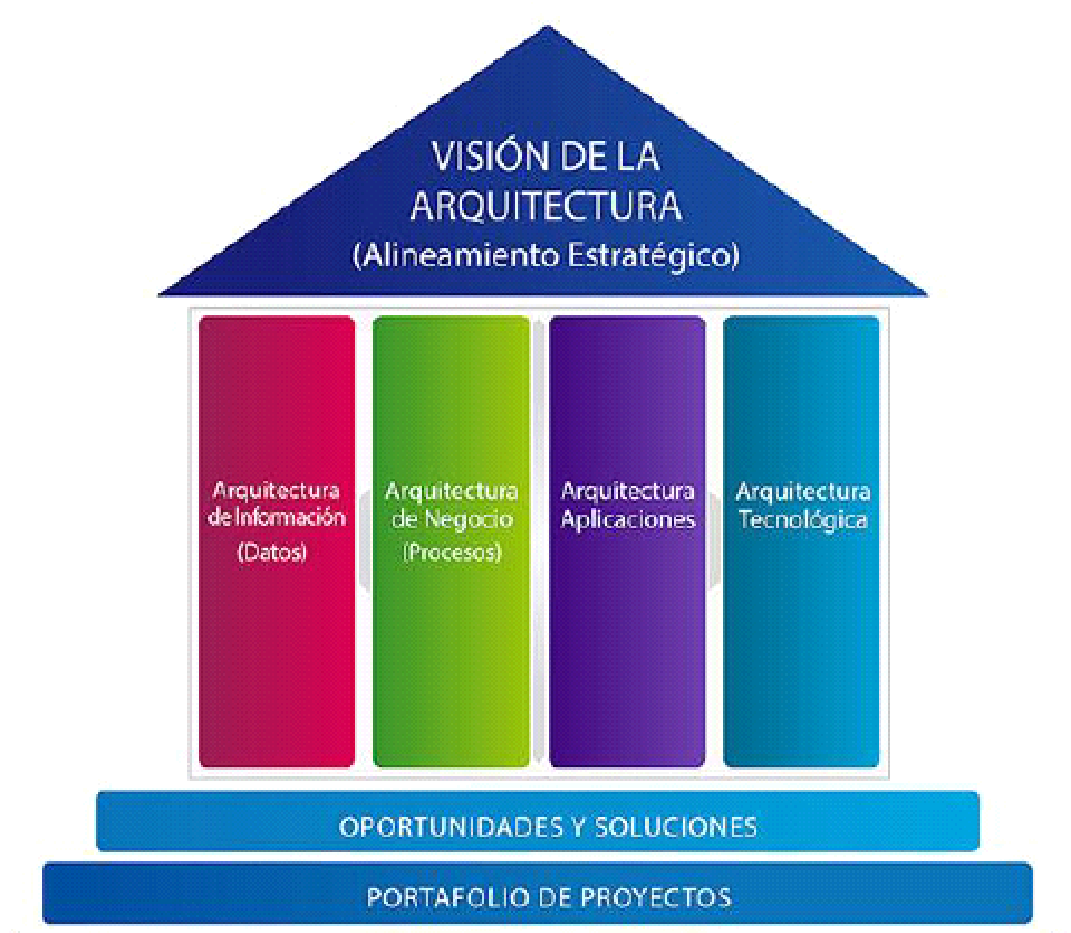 VISIÓN DE LA
ARQUITECTURA
(Alineamiento Estratégico)
Arquitectura
de Información
(Datos)
Arquitectura
de Negocio
(Procesos)
Arquitectura
Aplicaciones
Arquitectura
Tecnológica
OPORTUNIDADES Y SOLUCIONES
PORTAFOLIO DE PROYECTOS